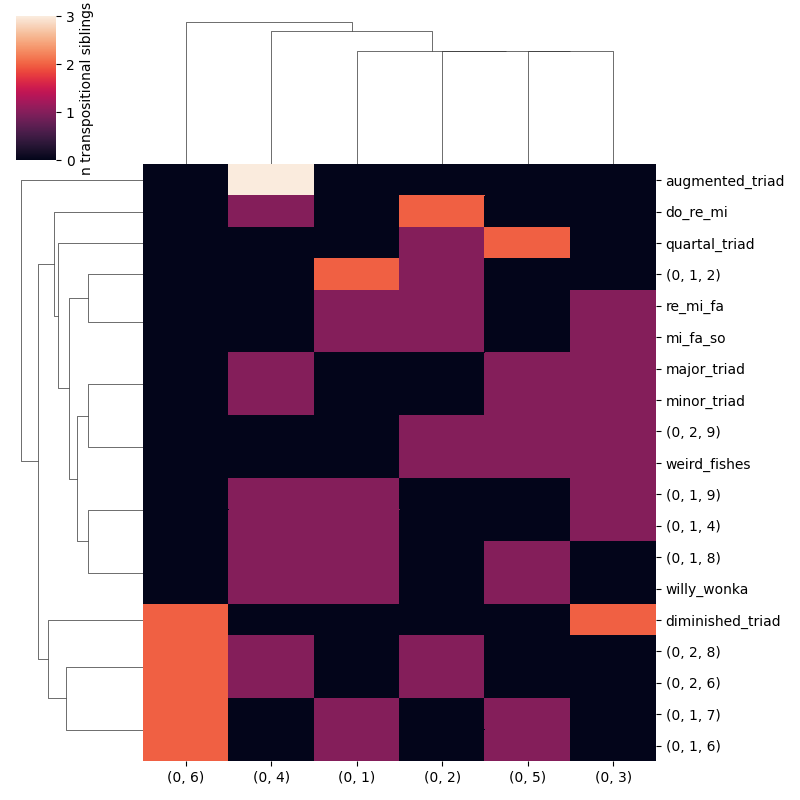 3
2
1
0
n transpositional siblings
augmented_triad
do_re_mi
quartal_triad
(0, 1, 2)
re_mi_fa
mi_fa_so
major_triad
minor_triad
(0, 2, 9)
weird_fishes
(0, 1, 9)
(0, 1, 4)
(0, 1, 8)
willy_wonka
diminished_triad
(0, 2, 8)
(0, 2, 6)
(0, 1, 7)
(0, 1, 6)
(0, 6) (0, 4) (0, 1) (0, 2) (0, 5) (0, 3)